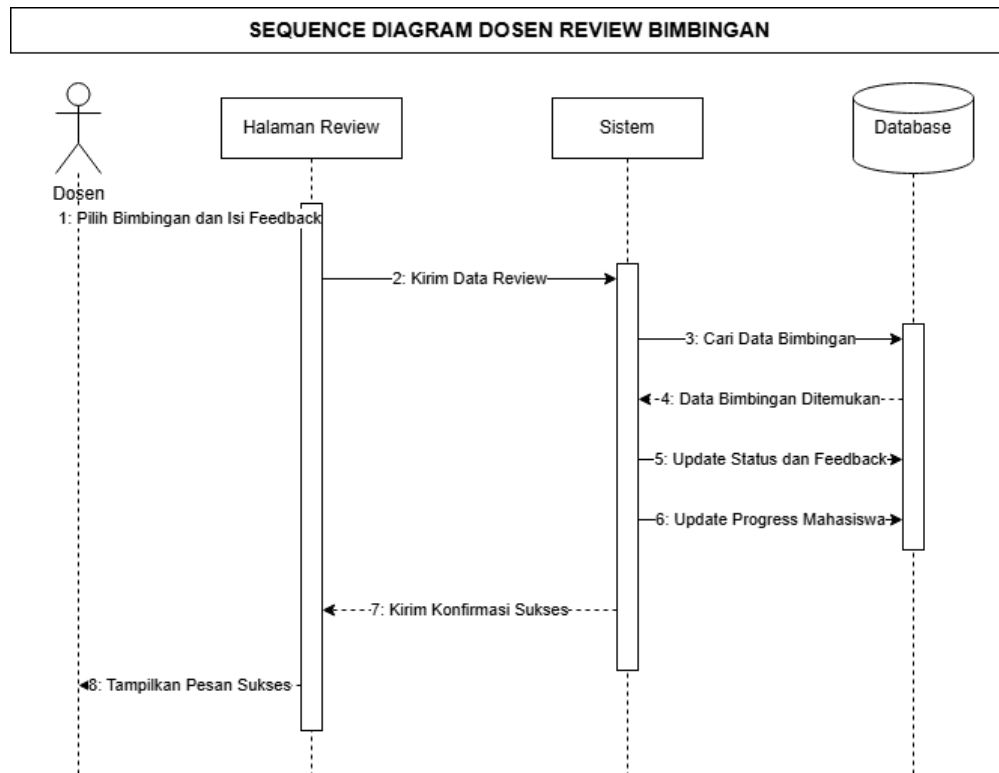 SEQUENCE DIAGRAM DOSEN REVIEW BIMBINGAN
Halaman Review
Sistem
Database
Dosen
1: Pilih Bimbingan dan Isi Feedback
2: Kirim Data Review
3: Cari Data Bimbingan
4: Data Bimbingan Ditemukan
5: Update Status dan Feedback
6: Update Progress Mahasiswa
7: Kirim Konfirmasi Sukses
8: Tampilkan Pesan Sukses